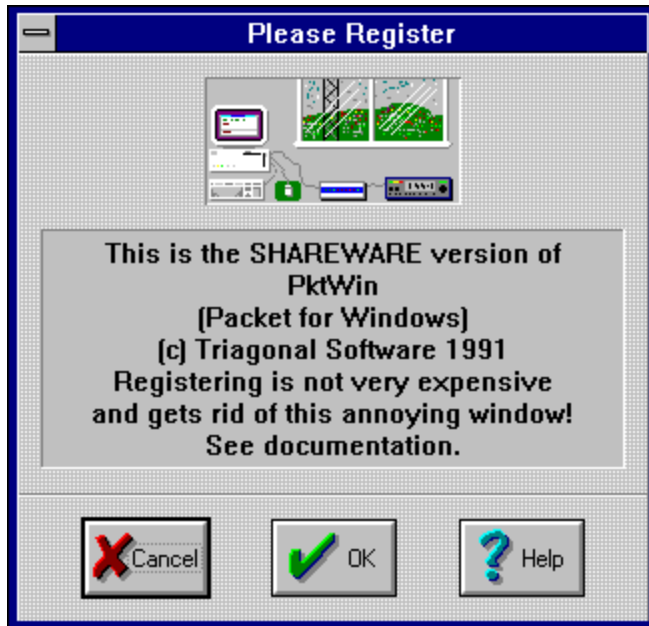 Please Register
This is the SHAREWARE version of
PktWin
(Packet for Windows)
(c) Triagonal Software 1991
Registering is not very expensive
and gets rid of this annoying window!
See documentation.
Cancel
OK
Help